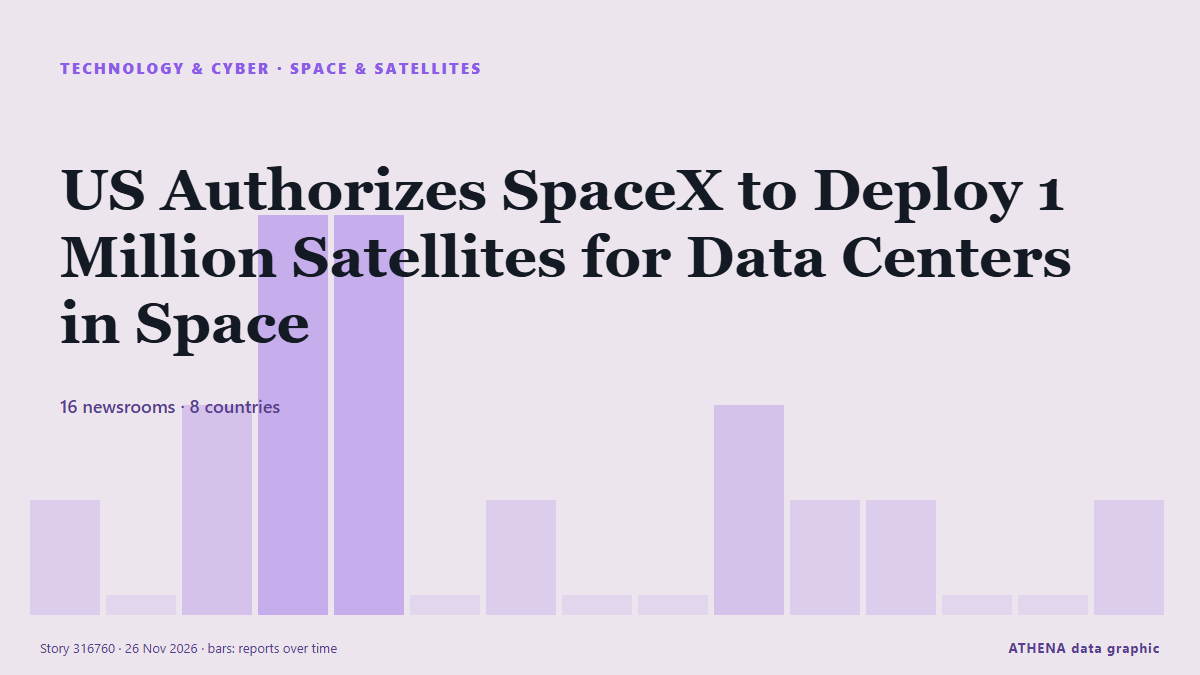 TECHNOLOGY & CYBER · SPACE & SATELLITES
US Authorizes SpaceX to Deploy 1
Million Satellites for Data Centers
in Space
16 newsrooms · 8 countries
Story 316760 · 26 Nov 2026 · bars: reports over time
ATHENA data graphic